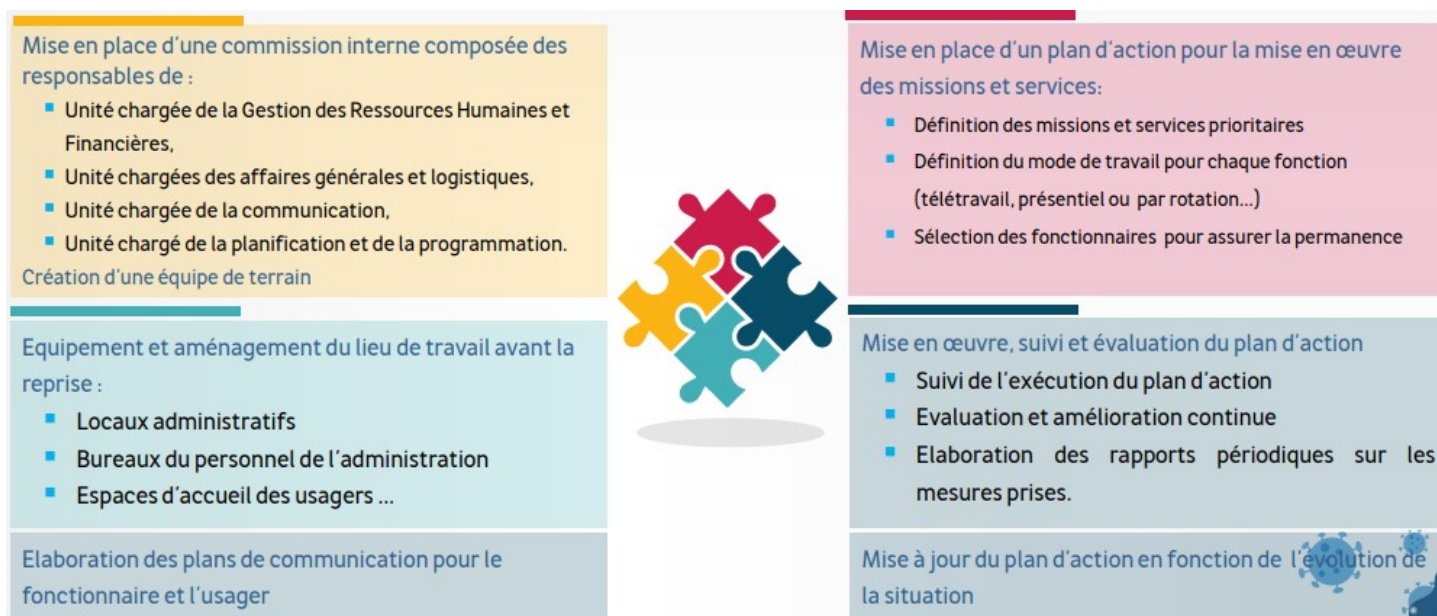 Mise en place d'une commission interne composée des
responsables de :
▪ Unité chargée de la Gestion des Ressources Humaines et
Financières,
▪ Unité chargées des affaires générales et logistiques,
▪ Unité chargée de la communication,
▪ Unité chargé de la planification et de la programmation.
Création d'une équipe de terrain
Equipement et aménagement du lieu de travail avant la
reprise :
▪ Locaux administratifs
▪ Bureaux du personnel de l'administration
▪ Espaces d'accueil des usagers ...
Elaboration des plans de communication pour le
fonctionnaire et l'usager
Mise en place d'un plan d'action pour la mise en œuvre
des missions et services:
▪ Définition des missions et services prioritaires
▪ Définition du mode de travail pour chaque fonction
(télétravail, présentiel ou par rotation...)
▪ Sélection des fonctionnaires pour assurer la permanence
Mise en œuvre, suivi et évaluation du plan d'action
▪ Suivi de l'exécution du plan d'action
▪ Evaluation et amélioration continue
▪ Elaboration des rapports périodiques sur les
mesures prises.
Mise à jour du plan d'action en fonction de l'évolution de
la situation